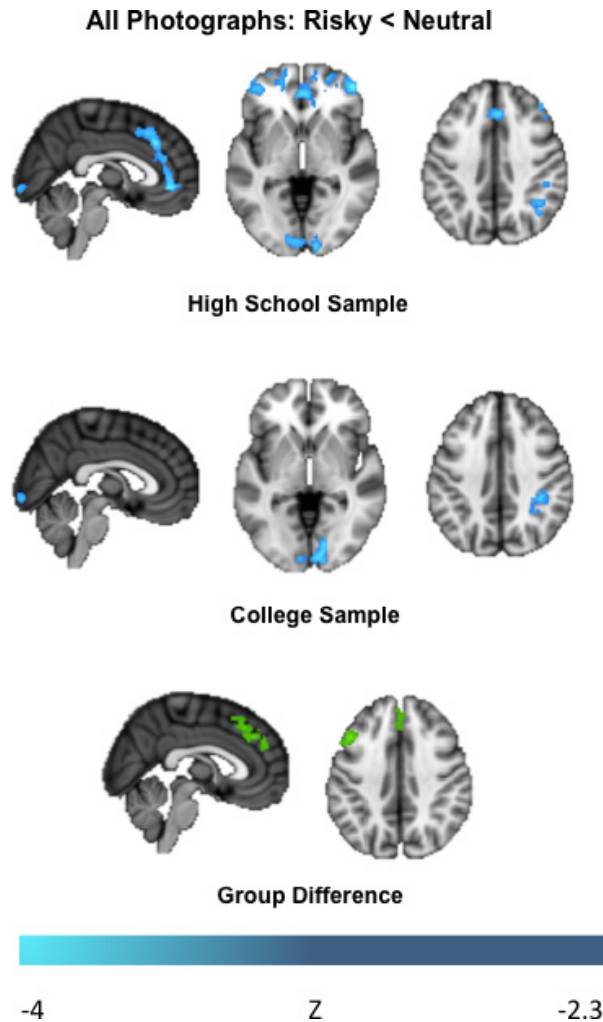 All Photographs: Risky < Neutral
High School Sample
College Sample
Group Difference
-4 Z -2.3